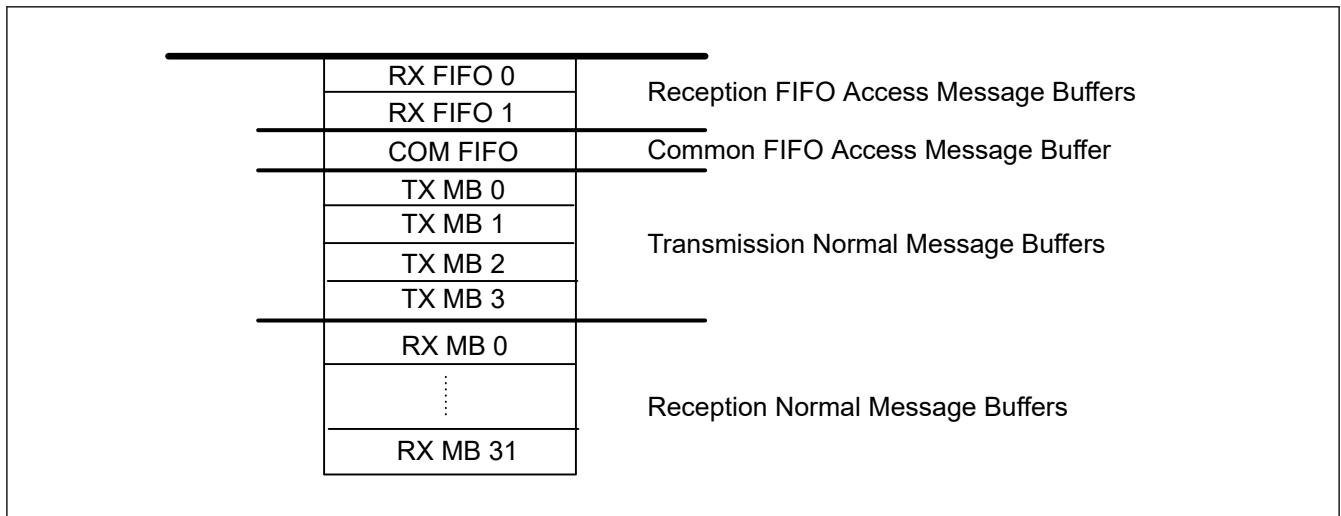 RX FIFO 0
RX FIFO 1
Reception FIFO Access Message Buffers
COM FIFO
Common FIFO Access Message Buffer
TX MB 0
TX MB 1
TX MB 2
TX MB 3
Transmission Normal Message Buffers
RX MB 0
RX MB 31
Reception Normal Message Buffers